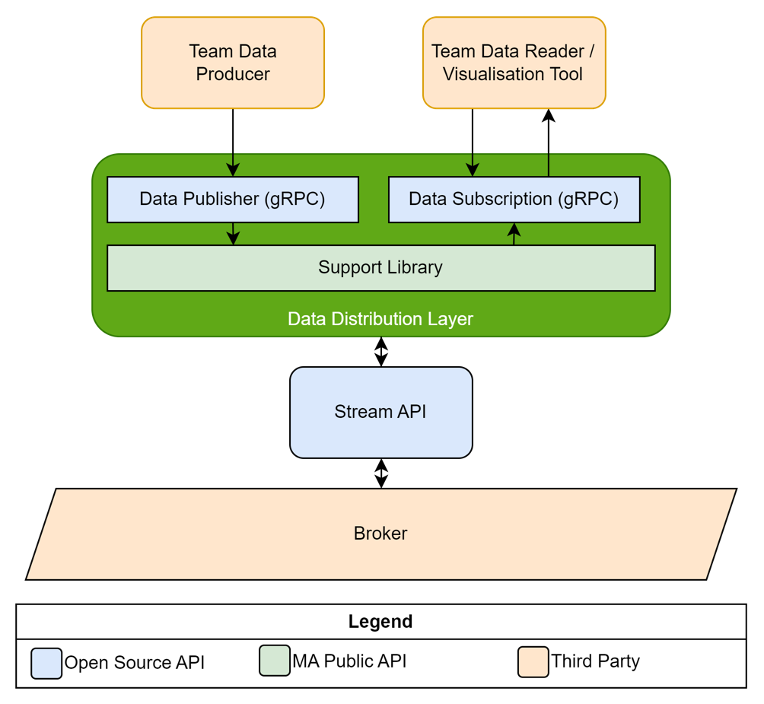 Team Data
Producer
Team Data Reader /
Visualisation Tool
Data Publisher (gRPC)
Data Subscription (gRPC)
Support Library
Data Distribution Layer
Stream API
Broker
Legend
Open Source API
MA Public API
Third Party